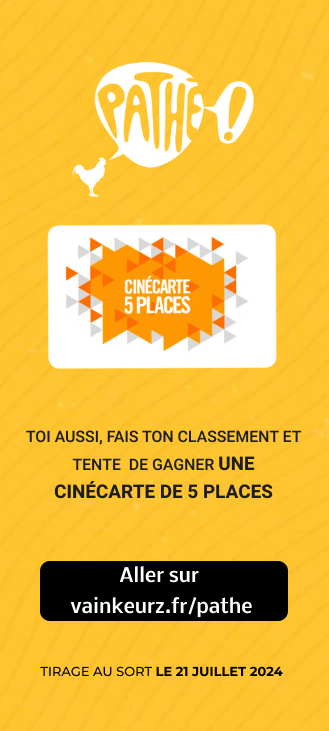 PATHÉ!
CINÉCARTE
5 PLACES
TOI AUSSI, FAIS TON CLASSEMENT ET
TENTE DE GAGNER UNE
CINÉCARTE DE 5 PLACES
Aller sur
vainkeurz.fr/pathe
TIRAGE AU SORT LE 21 JUILLET 2024